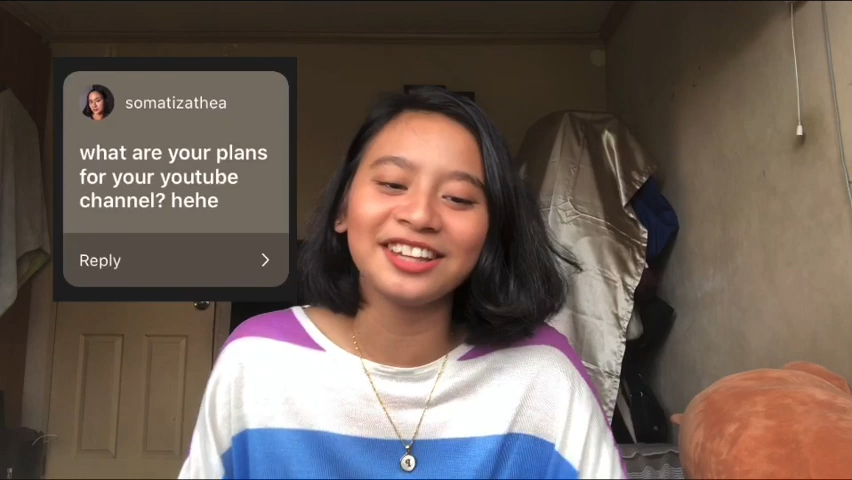 somatizathea
what are your plans
for your youtube
channel? hehe
Reply